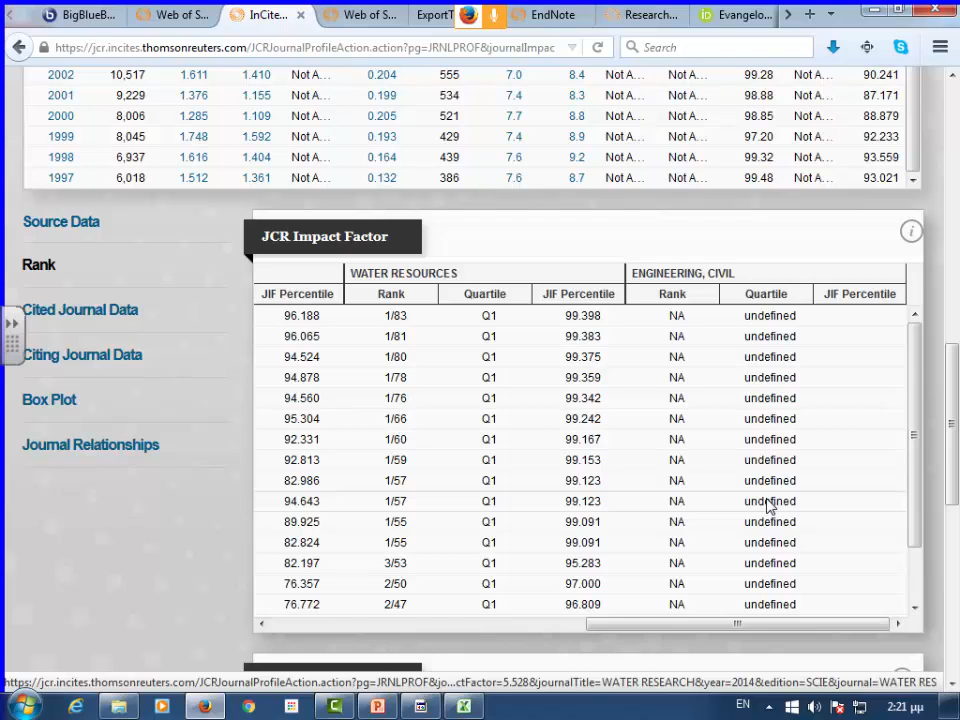 BigBlueB...
Web of S...
InCite...
Web of S...
ExportT
EndNote
Research...
Evangelo...
https://jcr.incites.thomsonreuters.com/JCRJournalProfileAction.action?pg=JRNLPROF&journalImpac
Search
2002 10,517 1.611 1.410 Not A... 0.204 555 7.0 8.4 Not A... Not A... 99.28 Not A... 90.241
2001 9,229 1.376 1.155 Not A... 0.199 534 7.4 8.3 Not A... Not A... 98.88 Not A... 87.171
2000 8,006 1.285 1.109 Not A... 0.205 521 7.7 8.8 Not A... Not A... 98.85 Not A... 88.879
1999 8,045 1.748 1.592 Not A... 0.193 429 7.4 8.9 Not A... Not A... 97.20 Not A... 92.233
1998 6,937 1.616 1.404 Not A... 0.164 439 7.6 9.2 Not A... Not A... 99.32 Not A... 93.559
1997 6,018 1.512 1.361 Not A... 0.132 386 7.6 8.7 Not A... Not A... 99.48 Not A... 93.021
Source Data
Rank
Cited Journal Data
Citing Journal Data
Box Plot
Journal Relationships
JCR Impact Factor
WATER RESOURCES ENGINEERING, CIVIL
JIF Percentile Rank Quartile JIF Percentile Rank Quartile JIF Percentile
96.188 1/83 Q1 99.398 NA undefined
96.065 1/81 Q1 99.383 NA undefined
94.524 1/80 Q1 99.375 NA undefined
94.878 1/78 Q1 99.359 NA undefined
94.560 1/76 Q1 99.342 NA undefined
95.304 1/66 Q1 99.242 NA undefined
92.331 1/60 Q1 99.167 NA undefined
92.813 1/59 Q1 99.153 NA undefined
82.986 1/57 Q1 99.123 NA undefined
94.643 1/57 Q1 99.123 NA undefined
89.925 1/55 Q1 99.091 NA undefined
82.824 1/55 Q1 99.091 NA undefined
82.197 3/53 Q1 95.283 NA undefined
76.357 2/50 Q1 97.000 NA undefined
76.772 2/47 Q1 96.809 NA undefined
https://jcr.incites.thomsonreuters.com/JCRJournalProfileAction.action?pg=JRNLPROF&jo...ctFactor=5.528&journalTitle=WATER RESEARCH&year=2014&edition=SCIE&journal=WATER RES
EN
2:21 μμ